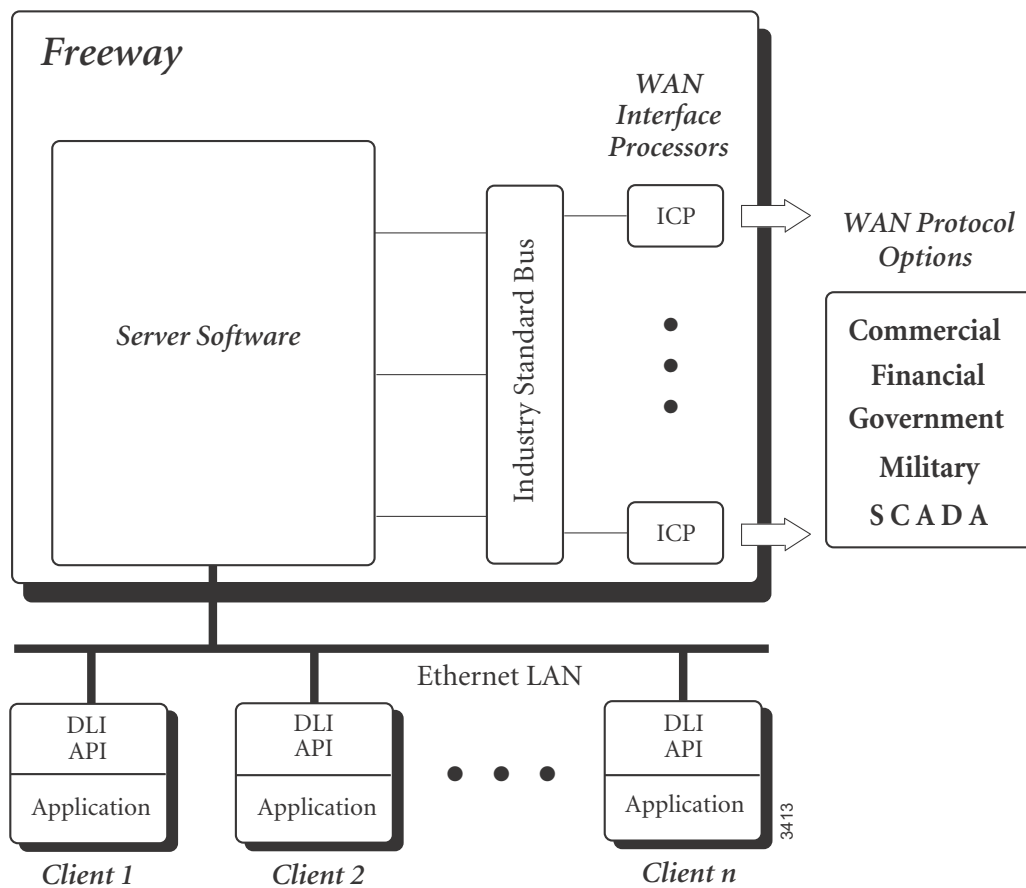 Freeway
WAN
Interface
Processors
Server Software
Industry Standard Bus
ICP
ICP
WAN Protocol
Options
Commercial
Financial
Government
Military
SCADA
Ethernet LAN
DLI
API
Application
Client 1
DLI
API
Application
Client 2
DLI
API
Application
Client n
3413